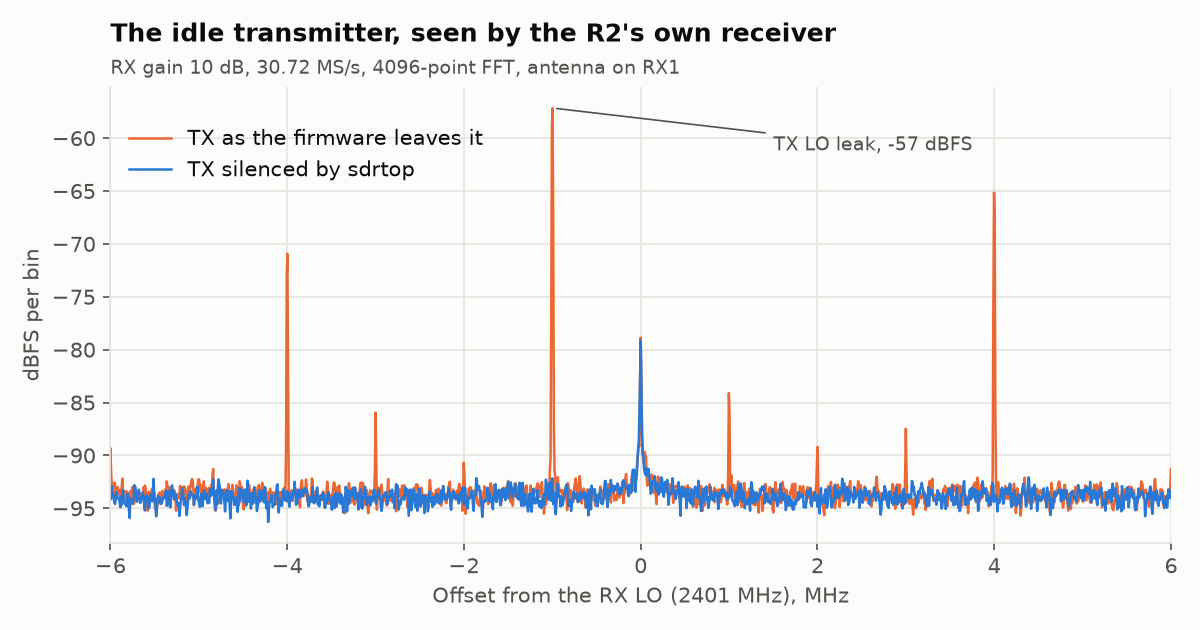 The idle transmitter, seen by the R2's own receiver
RX gain 10 dB, 30.72 MS/s, 4096-point FFT, antenna on RX1
TX as the firmware leaves it
TX silenced by sdrtop
TX LO leak, -57 dBFS
dBFS per bin
−60
−65
−70
−75
−80
−85
−90
−95
−6
−4
−2
0
2
4
6
Offset from the RX LO (2401 MHz), MHz